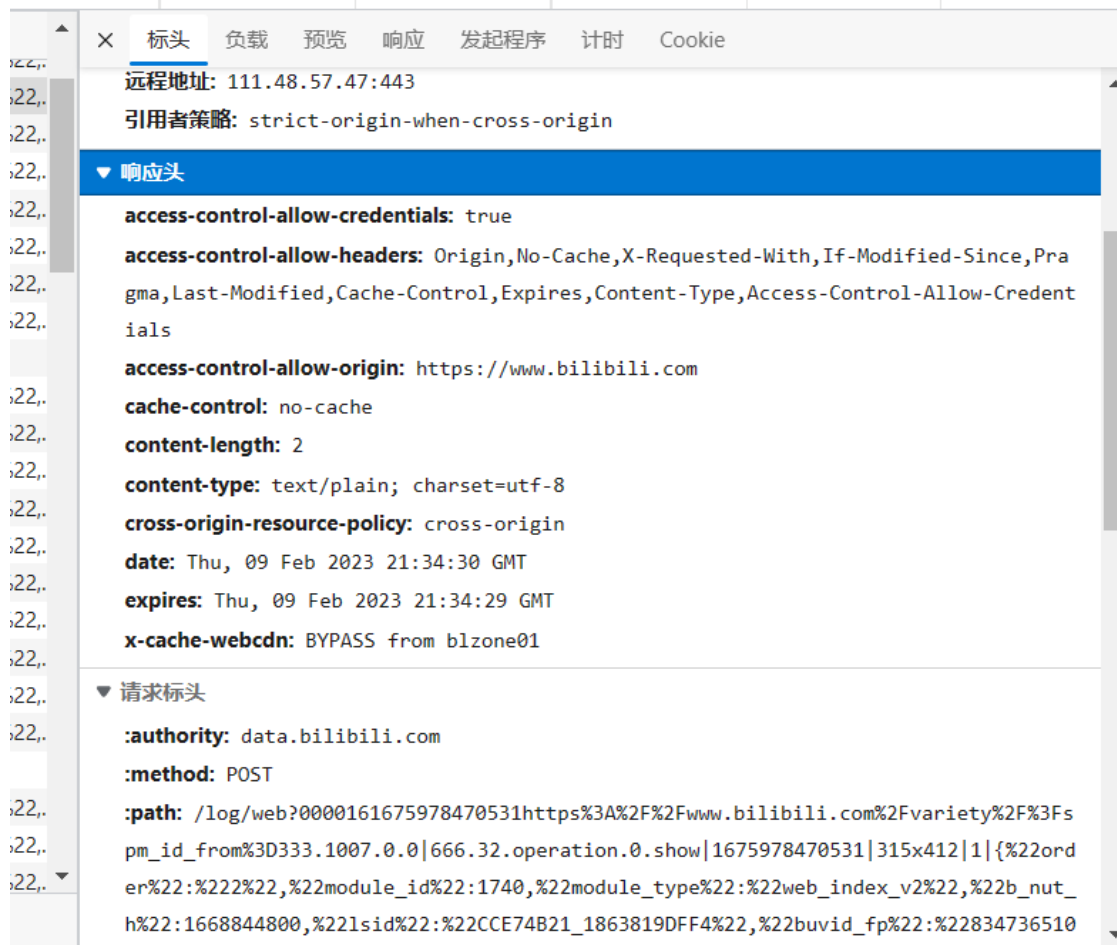 标头 负载 预览 响应 发起程序 计时 Cookie
远程地址: 111.48.57.47:443
引用者策略: strict-origin-when-cross-origin
响应头
access-control-allow-credentials: true
access-control-allow-headers: Origin,No-Cache,X-Requested-With,If-Modified-Since,Pra
gma,Last-Modified,Cache-Control,Expires,Content-Type,Access-Control-Allow-Credent
ials
access-control-allow-origin: https://www.bilibili.com
cache-control: no-cache
content-length: 2
content-type: text/plain; charset=utf-8
cross-origin-resource-policy: cross-origin
date: Thu, 09 Feb 2023 21:34:30 GMT
expires: Thu, 09 Feb 2023 21:34:29 GMT
x-cache-webcdn: BYPASS from blzone01
请求标头
:authority: data.bilibili.com
:method: POST
:path: /log/web?0000161675978470531https%3A%2F%2Fwww.bilibili.com%2Fvariety%2F%3Fs
pm_id_from%3D333.1007.0.0|666.32.operation.0.show|1675978470531|315x412|1|{%22ord
er%22:%222%22,%22module_id%22:1740,%22module_type%22:%22web_index_v2%22,%22b_nut_
h%22:1668844800,%22lsid%22:%22CCE74B21_1863819DFF4%22,%22buvid_fp%22:%22834736510